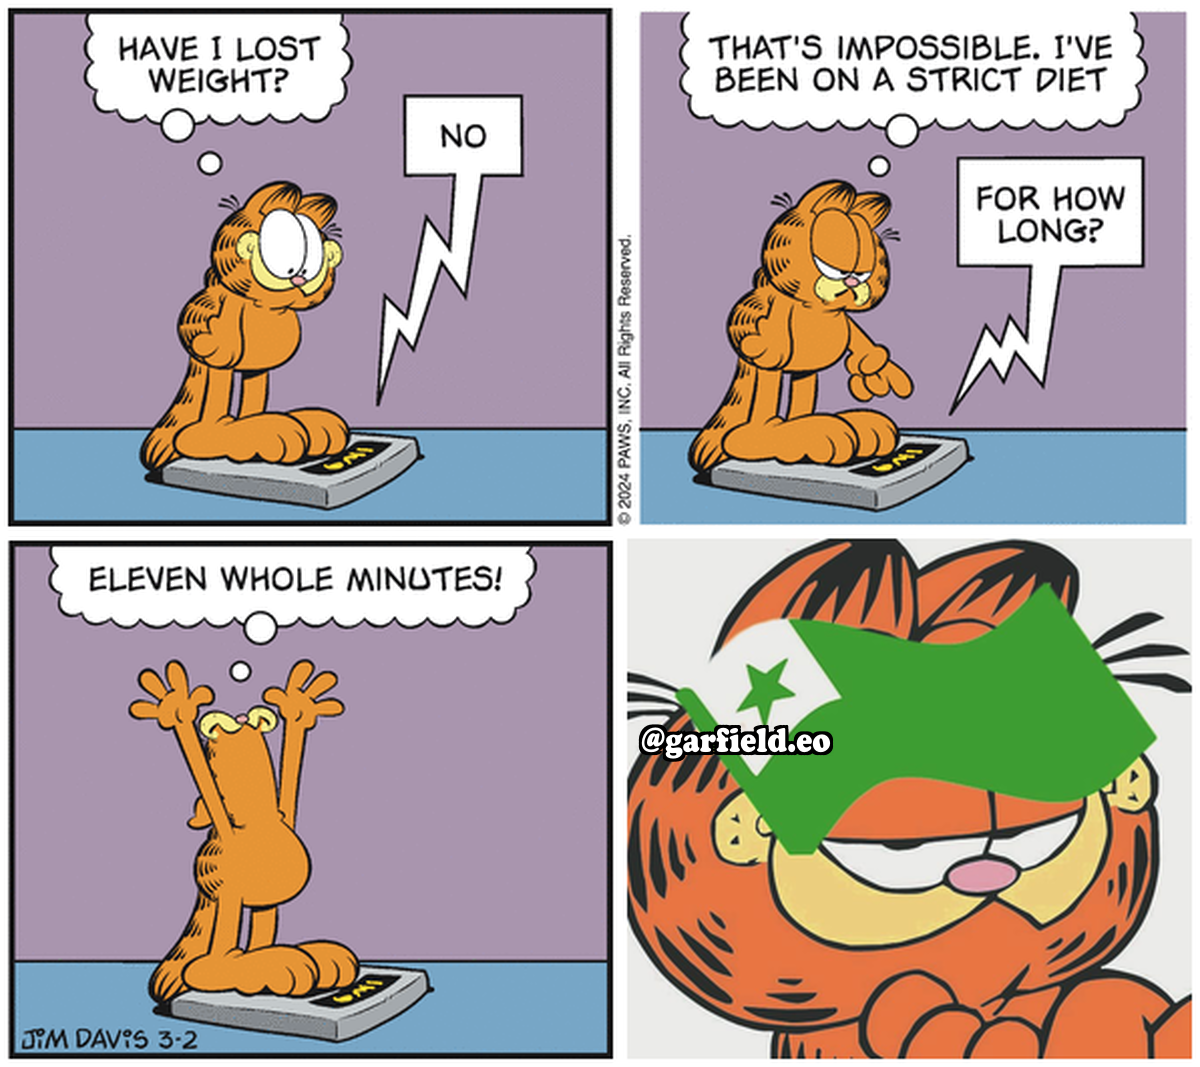 HAVE I LOST
WEIGHT?
NO
THAT'S IMPOSSIBLE. I'VE
BEEN ON A STRICT DIET
FOR HOW
LONG?
© 2024 PAWS, INC. All Rights Reserved.
ELEVEN WHOLE MINUTES!
JiM DAViS 3-2
@garfield.eo